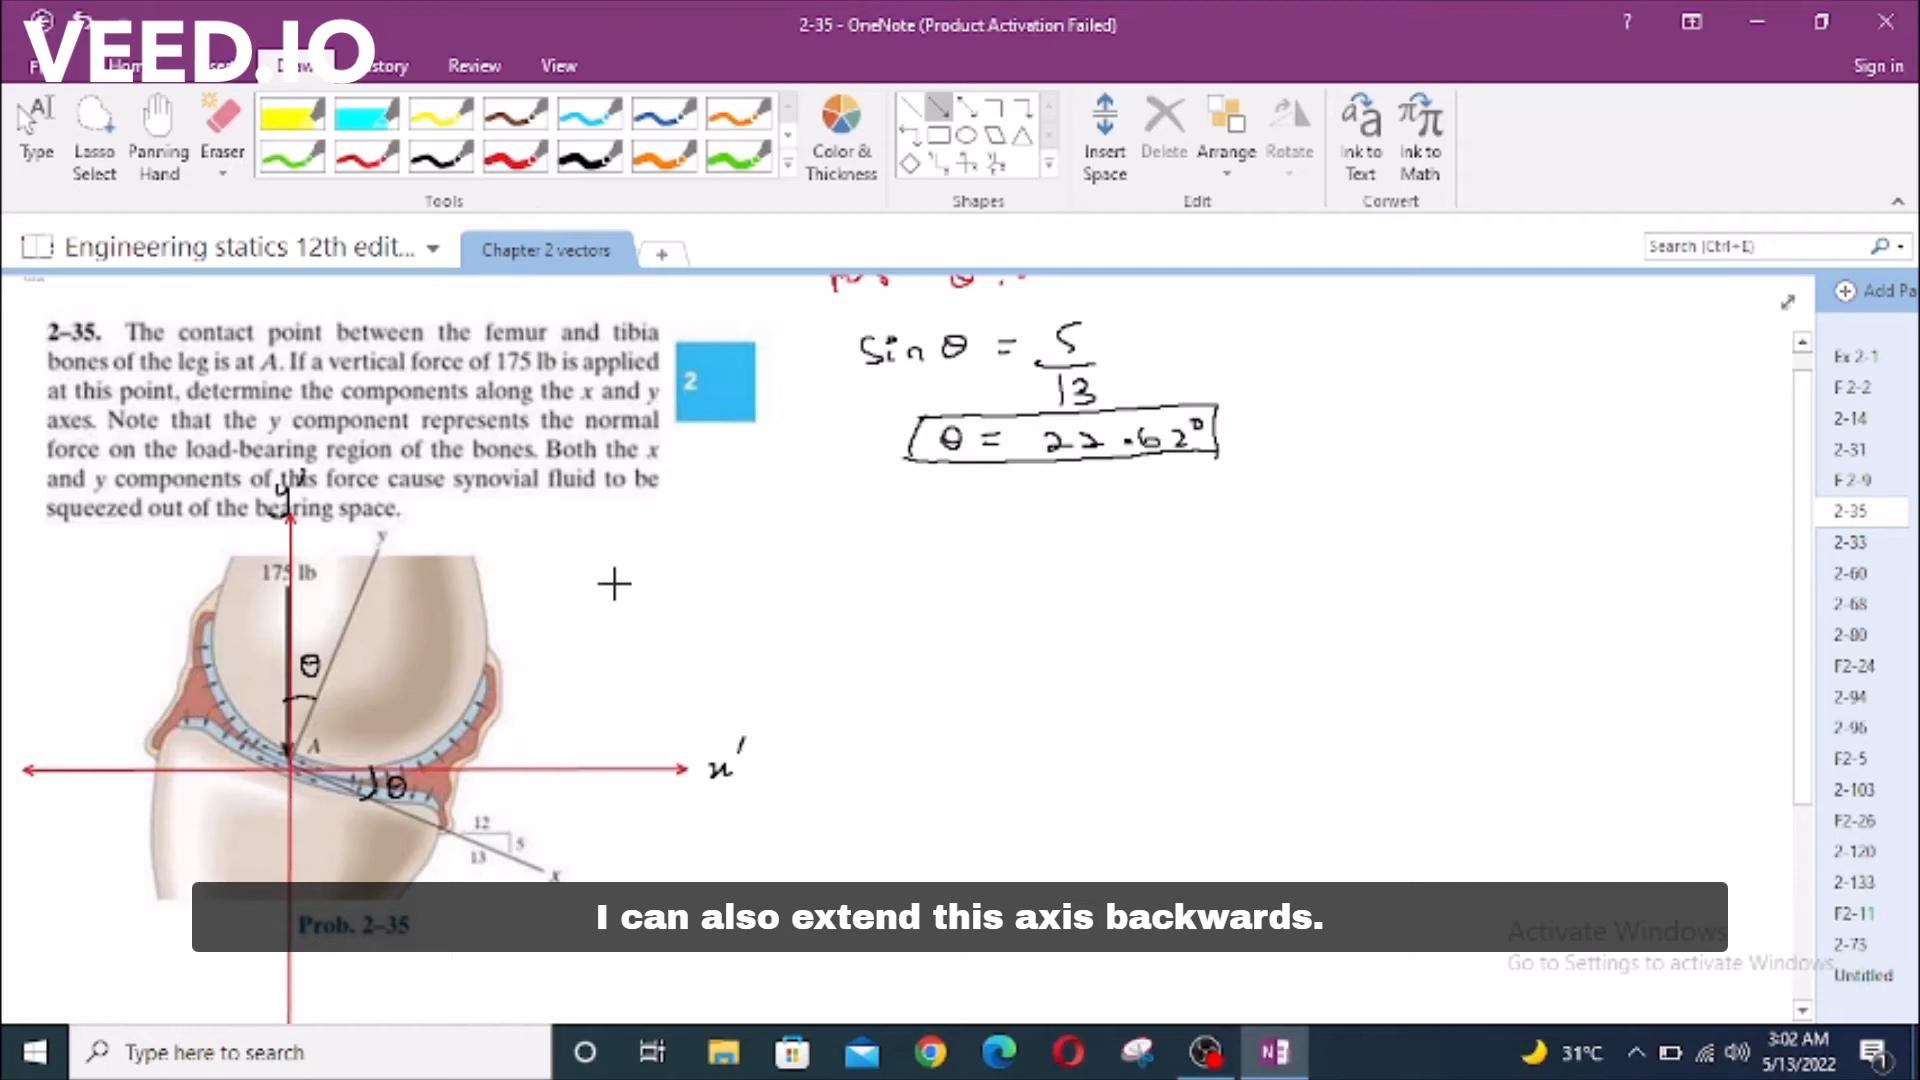 VEED.IO
2-35 - OneNote (Product Activation Failed)
?
Review
View
Sign in
Type
Lasso Select
Panning Hand
Eraser
Color & Thickness
Insert Space
Delete
Arrange
Rotate
Ink to Text
Ink to Math
Tools
Shapes
Edit
Convert
Engineering statics 12th edit...
Chapter 2 vectors
+
Search (Ctrl+E)
Add Pa
2–35. The contact point between the femur and tibia
bones of the leg is at A. If a vertical force of 175 lb is applied
at this point, determine the components along the x and y
axes. Note that the y component represents the normal
force on the load-bearing region of the bones. Both the x
and y components of this force cause synovial fluid to be
squeezed out of the bearing space.
2
sin θ = 5/13
θ = 22.62°
y'
y
175 lb
θ
A
x'
θ
12
5
13
x
Prob. 2–35
Ex 2-1
F 2-2
2-14
2-31
F 2-9
2-35
2-33
2-60
2-68
2-80
F2-24
2-94
2-96
F2-5
2-103
F2-26
2-120
2-133
F2-11
2-73
Untitled
I can also extend this axis backwards.
Activate Windows
Go to Settings to activate Windows
Type here to search
31°C
3:02 AM
5/13/2022
1